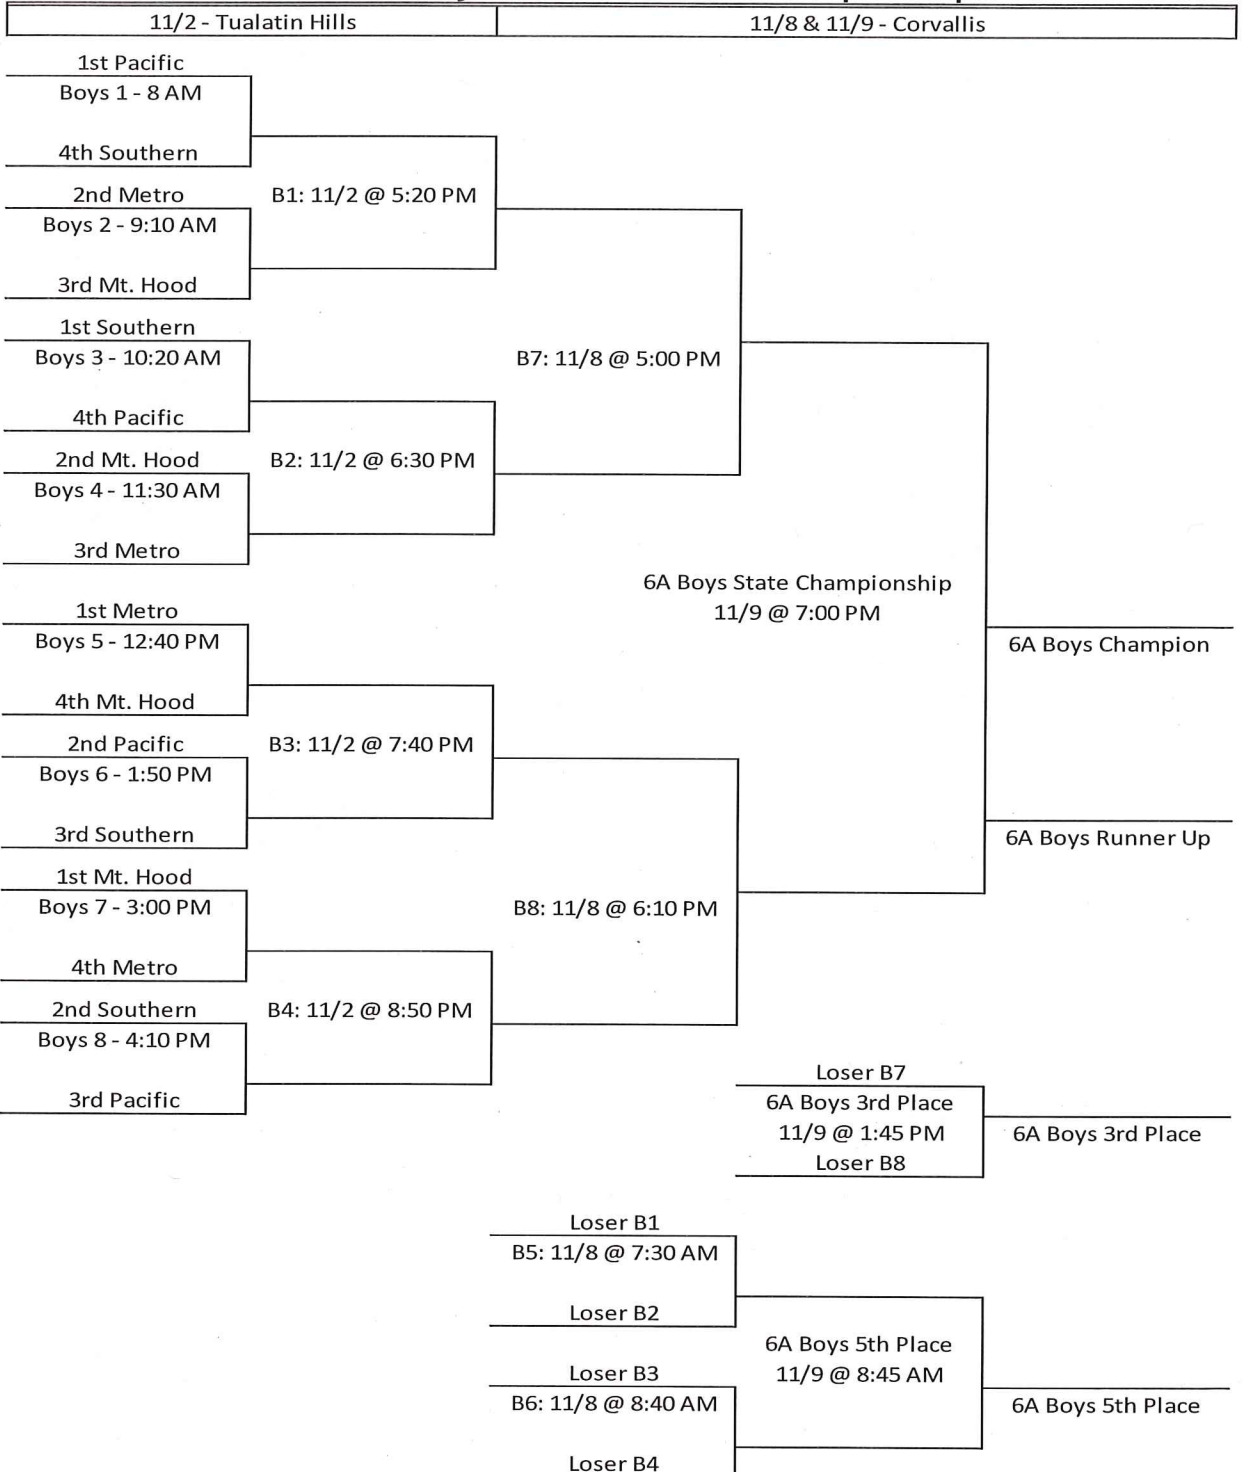 11/2 - Tualatin Hills
11/8 & 11/9 - Corvallis
1st Pacific
Boys 1 - 8 AM
4th Southern
2nd Metro
B1: 11/2 @ 5:20 PM
Boys 2 - 9:10 AM
3rd Mt. Hood
1st Southern
Boys 3 - 10:20 AM
B7: 11/8 @ 5:00 PM
4th Pacific
2nd Mt. Hood
B2: 11/2 @ 6:30 PM
Boys 4 - 11:30 AM
3rd Metro
6A Boys State Championship
11/9 @ 7:00 PM
1st Metro
Boys 5 - 12:40 PM
6A Boys Champion
4th Mt. Hood
2nd Pacific
B3: 11/2 @ 7:40 PM
Boys 6 - 1:50 PM
3rd Southern
6A Boys Runner Up
1st Mt. Hood
Boys 7 - 3:00 PM
B8: 11/8 @ 6:10 PM
4th Metro
2nd Southern
B4: 11/2 @ 8:50 PM
Boys 8 - 4:10 PM
3rd Pacific
Loser B7
6A Boys 3rd Place
11/9 @ 1:45 PM
6A Boys 3rd Place
Loser B8
Loser B1
B5: 11/8 @ 7:30 AM
Loser B2
6A Boys 5th Place
11/9 @ 8:45 AM
Loser B3
B6: 11/8 @ 8:40 AM
6A Boys 5th Place
Loser B4